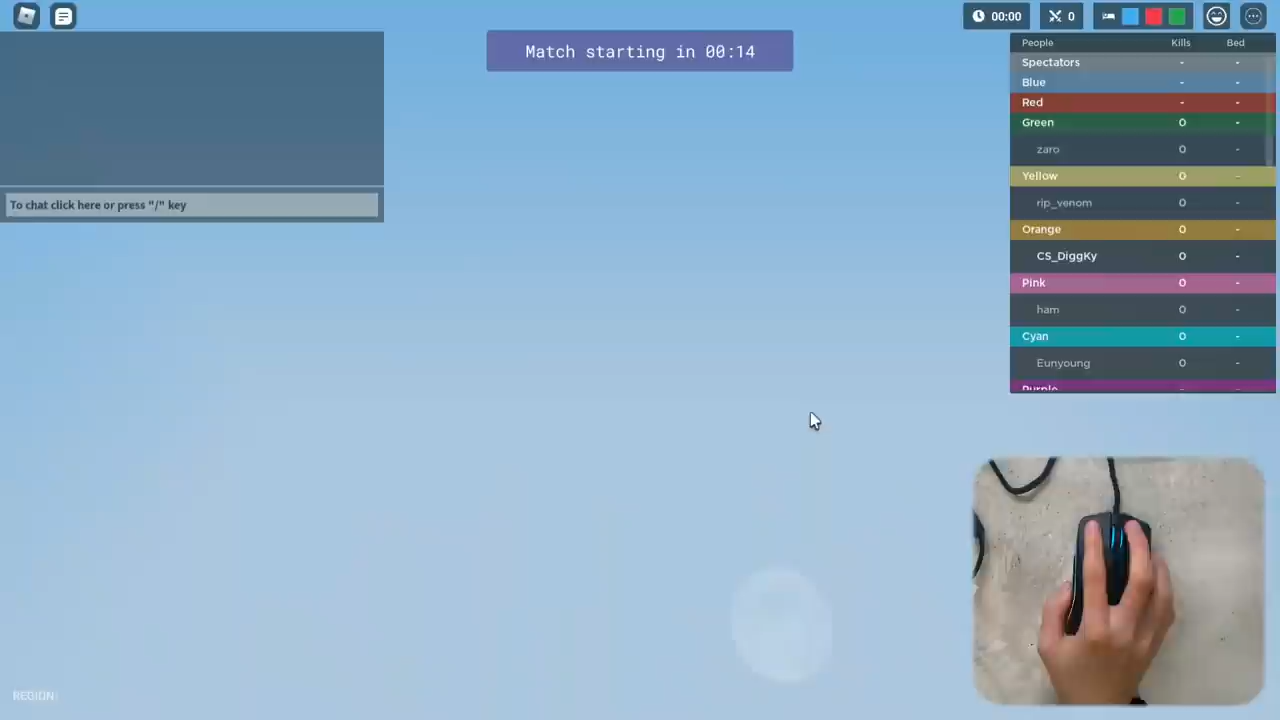 00:00
0
Match starting in 00:14
People Kills Bed
Spectators - -
Blue - -
Red - -
Green 0 -
zaro 0 -
Yellow 0 -
rip_venom 0 -
Orange 0 -
CS_DiggKy 0 -
Pink 0 -
ham 0 -
Cyan 0 -
Eunyoung 0 -
Purple - -
To chat click here or press "/" key
REGION: